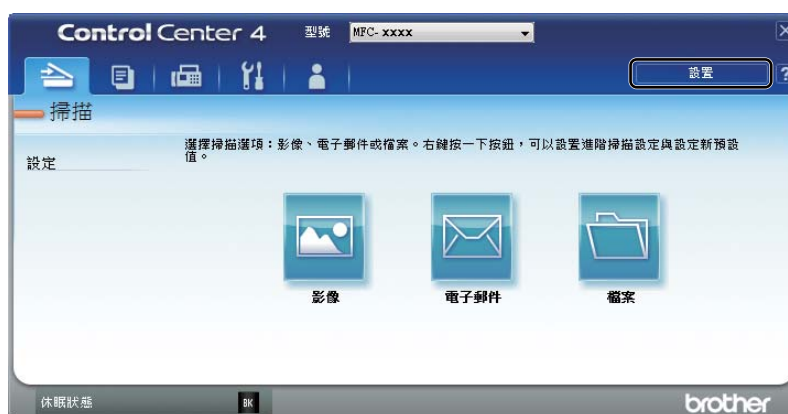 Control Center 4 型號 MFC- xxxx
設置
?
掃描
設定
選擇掃描選項：影像、電子郵件或檔案。右鍵按一下按鈕，可以設置進階掃描設定與設定新預設
值。
影像 電子郵件 檔案
休眠狀態 BK brother